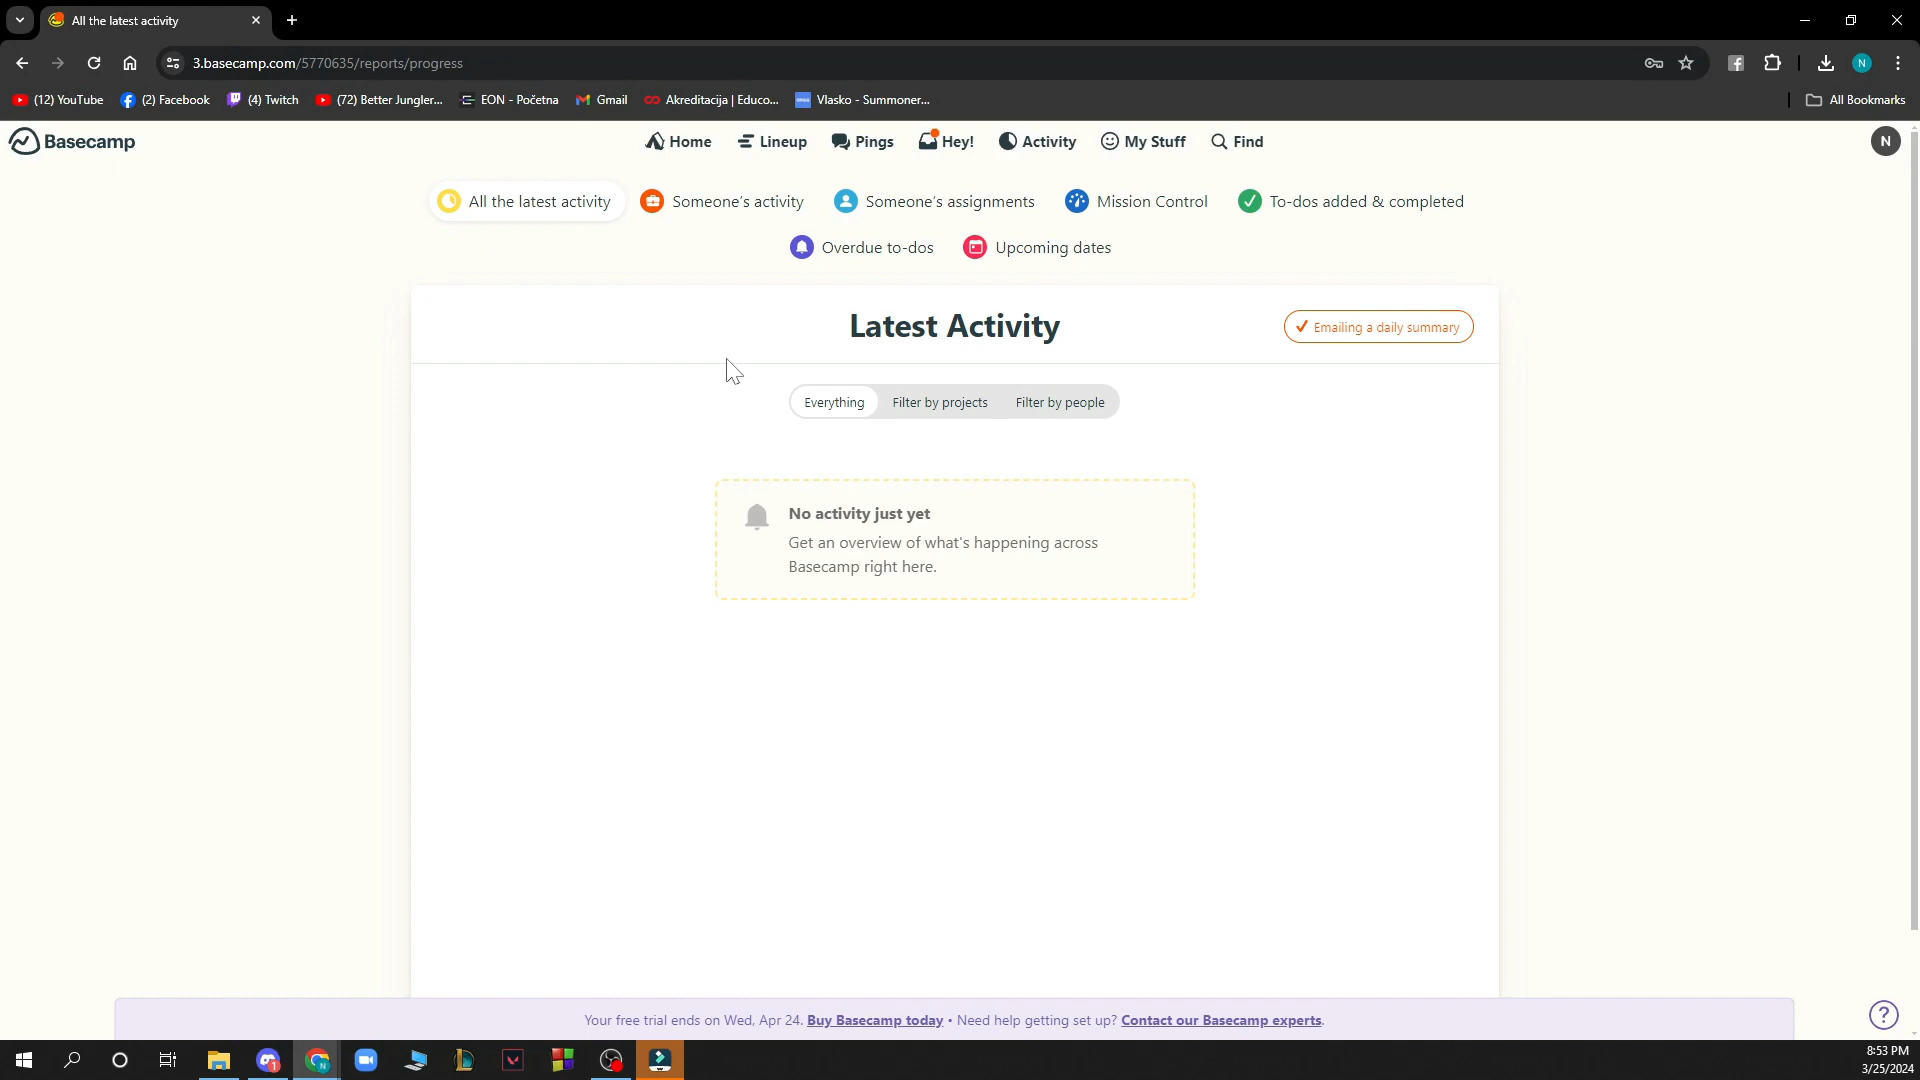 All the latest activity
3.basecamp.com/5770635/reports/progress
N
(12) YouTube
(2) Facebook
(4) Twitch
(72) Better Jungler...
EON - Početna
Gmail
Akreditacija | Educo...
Vlasko - Summoner...
All Bookmarks
Basecamp
Home
Lineup
Pings
Hey!
Activity
My Stuff
Find
N
All the latest activity
Someone's activity
Someone's assignments
Mission Control
To-dos added & completed
Overdue to-dos
Upcoming dates
Latest Activity
Emailing a daily summary
Everything
Filter by projects
Filter by people
No activity just yet
Get an overview of what's happening across
Basecamp right here.
Your free trial ends on Wed, Apr 24. Buy Basecamp today • Need help getting set up? Contact our Basecamp experts.
?
1
N
8:53 PM
3/25/2024